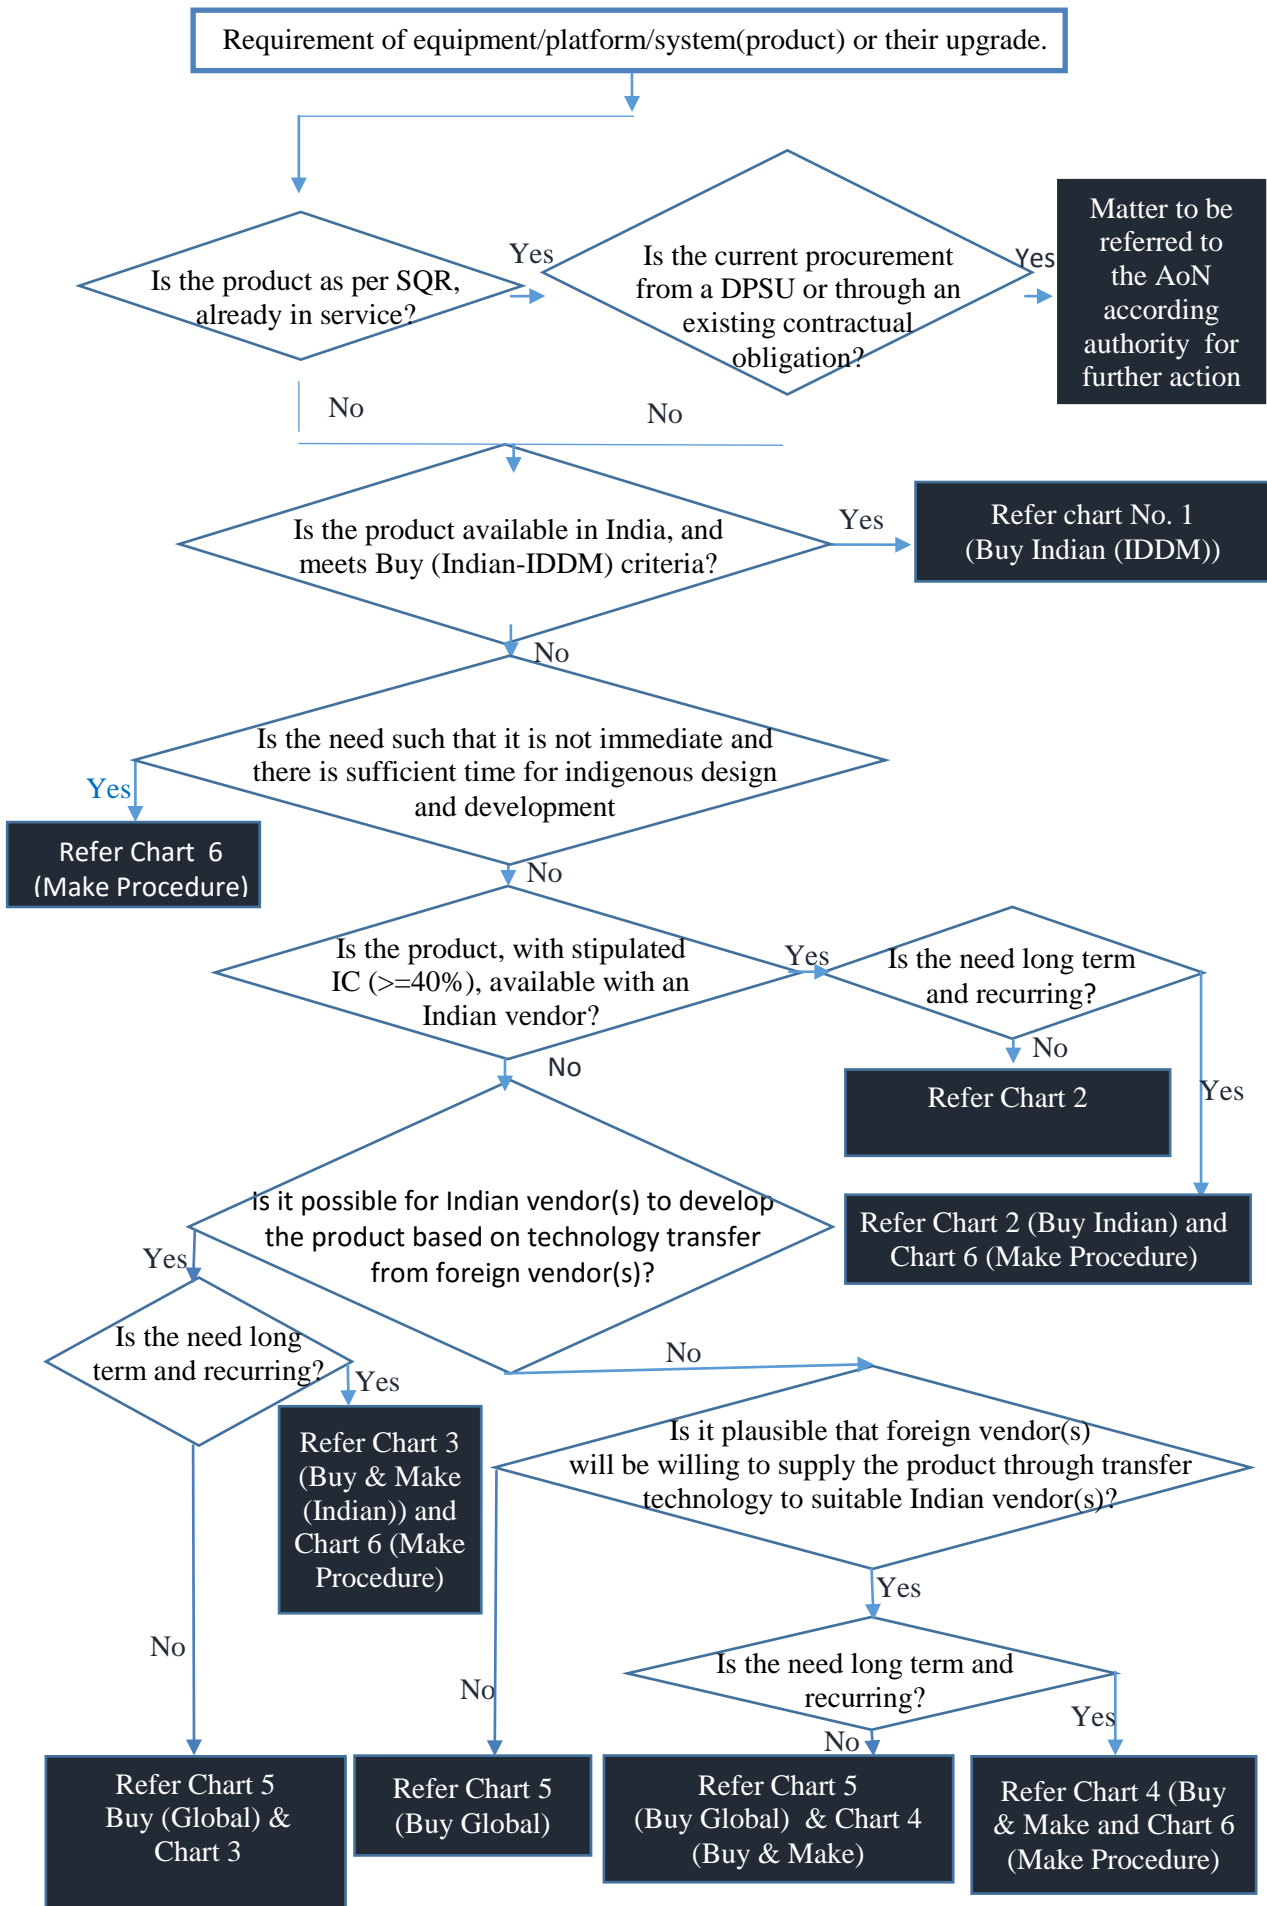 Requirement of equipment/platform/system(product) or their upgrade.
Is the product as per SQR,
already in service?
Yes
Is the current procurement
from a DPSU or through an
existing contractual
obligation?
Yes
Matter to be
referred to
the AoN
according
authority for
further action
No
No
Is the product available in India, and
meets Buy (Indian-IDDM) criteria?
Yes
Refer chart No. 1
(Buy Indian (IDDM))
No
Is the need such that it is not immediate and
there is sufficient time for indigenous design
and development
Yes
Refer Chart 6
(Make Procedure)
No
Is the product, with stipulated
IC (>=40%), available with an
Indian vendor?
Yes
Is the need long term
and recurring?
No
Refer Chart 2
Yes
Refer Chart 2 (Buy Indian) and
Chart 6 (Make Procedure)
No
Is it possible for Indian vendor(s) to develop
the product based on technology transfer
from foreign vendor(s)?
Yes
Is the need long
term and recurring?
Yes
Refer Chart 3
(Buy & Make
(Indian)) and
Chart 6 (Make
Procedure)
No
No
Is it plausible that foreign vendor(s)
will be willing to supply the product through transfer
technology to suitable Indian vendor(s)?
Yes
Is the need long term and
recurring?
No
Yes
No
Refer Chart 5
Buy (Global) &
Chart 3
Refer Chart 5
(Buy Global)
Refer Chart 5
(Buy Global) & Chart 4
(Buy & Make)
Refer Chart 4 (Buy
& Make and Chart 6
(Make Procedure)